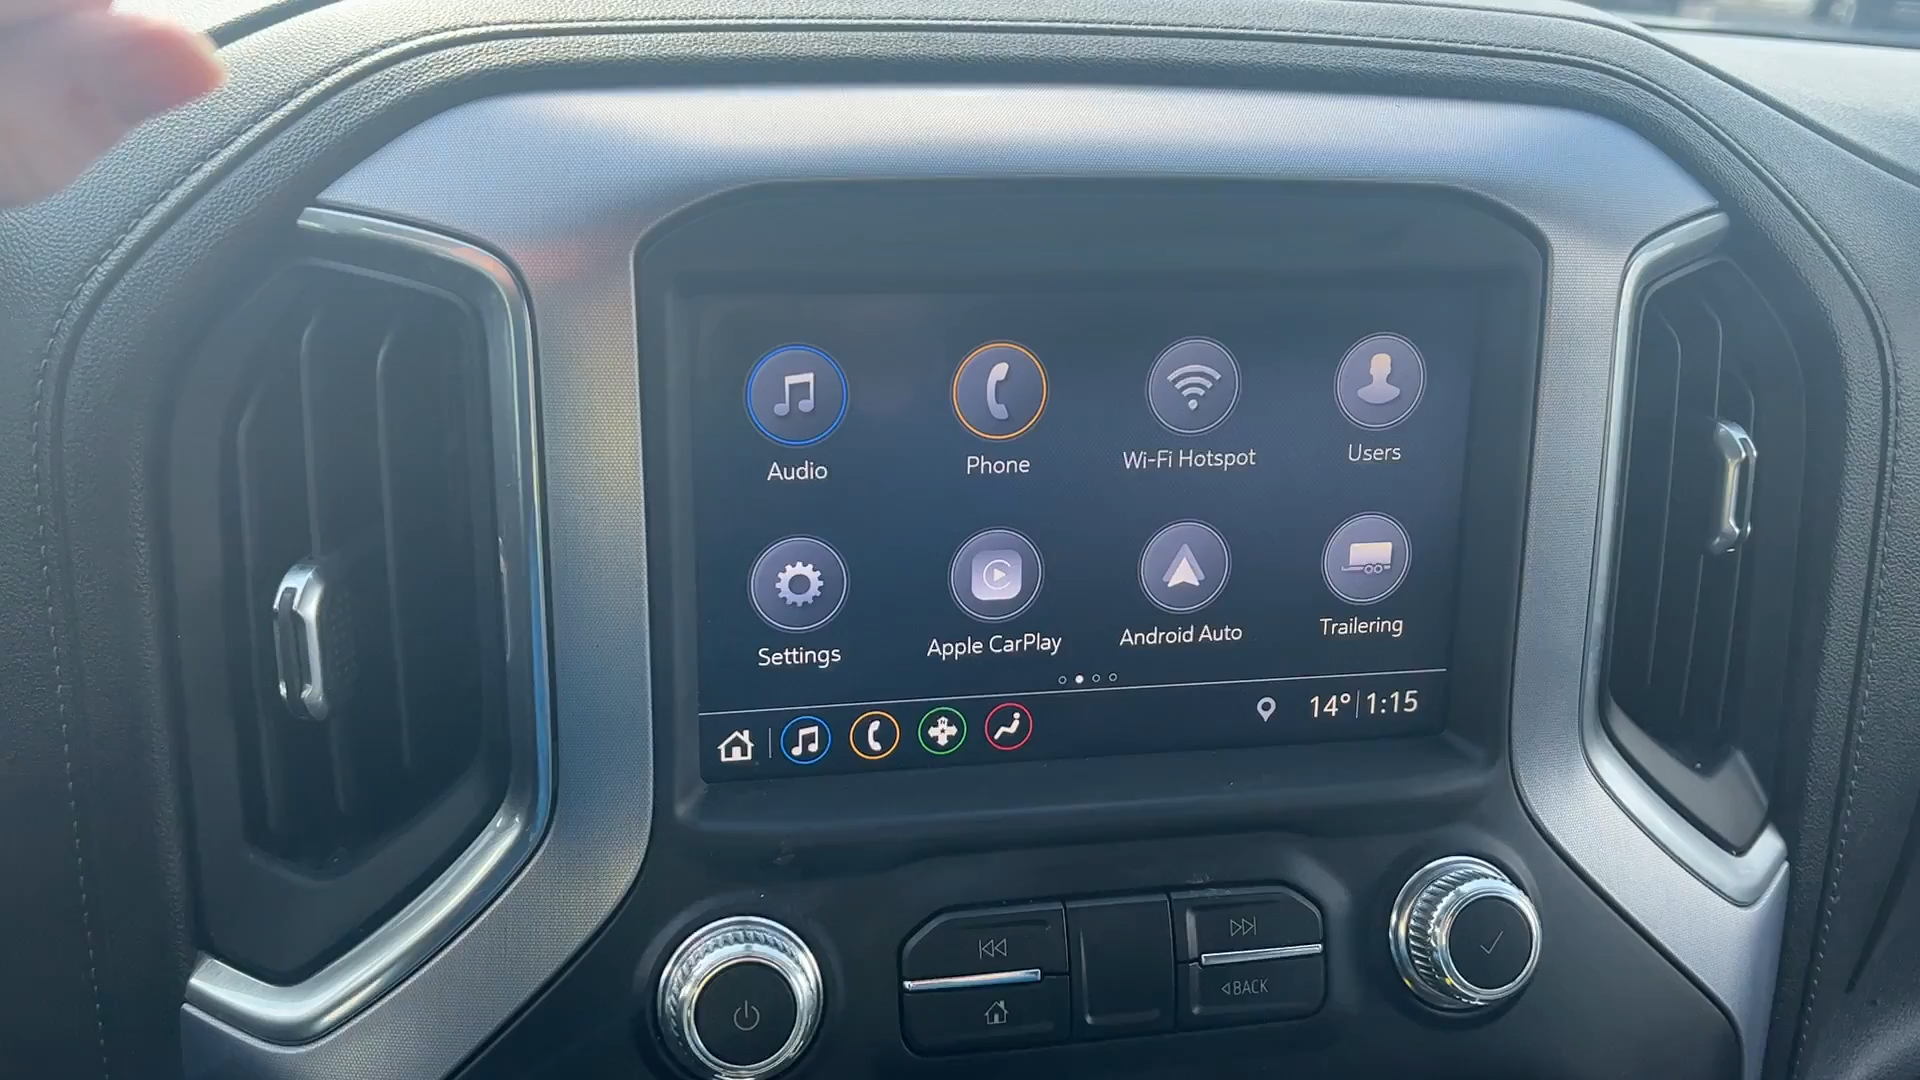 Audio
Phone
Wi-Fi Hotspot
Users
Settings
Apple CarPlay
Android Auto
Trailering
14° 1:15
BACK